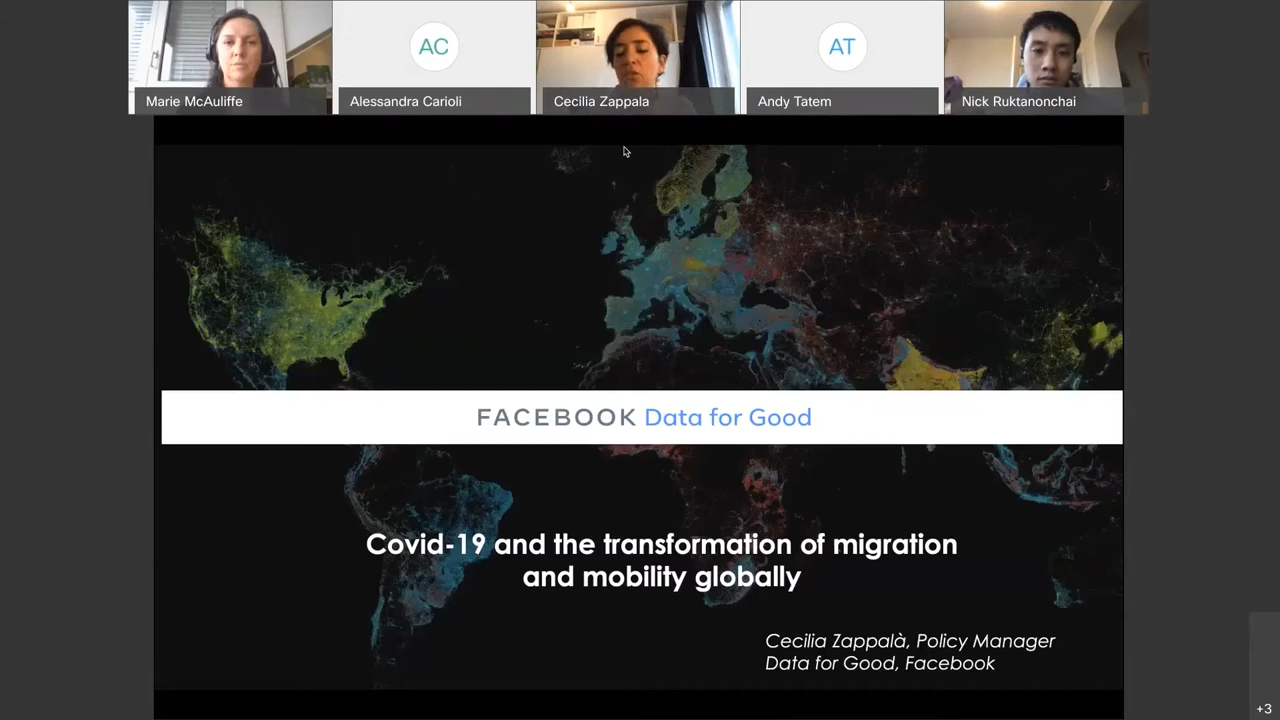 AC
AT
Marie McAuliffe
Alessandra Carioli
Cecilia Zappala
Andy Tatem
Nick Ruktanonchai
FACEBOOK Data for Good
Covid-19 and the transformation of migration
and mobility globally
Cecilia Zappalà, Policy Manager
Data for Good, Facebook
+3